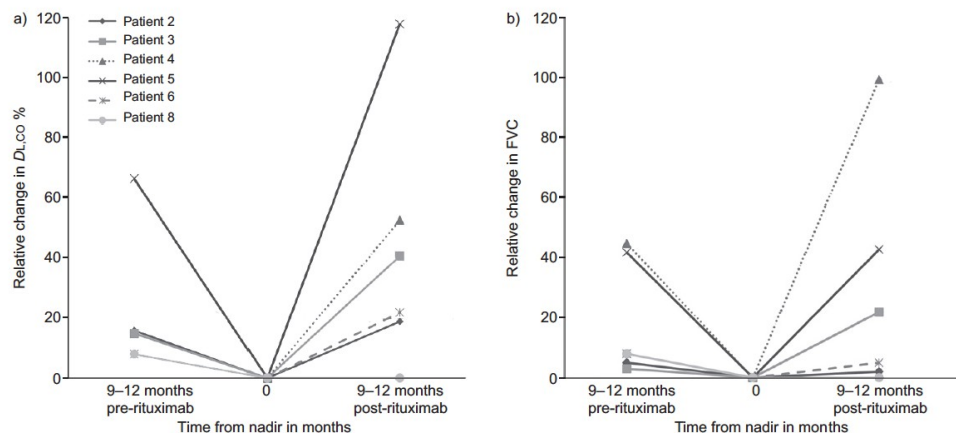 a)
120
100
80
60
40
20
0
Relative change in DL,CO %
Patient 2
Patient 3
Patient 4
Patient 5
Patient 6
Patient 8
9–12 months
pre-rituximab
0
9–12 months
post-rituximab
Time from nadir in months
b)
120
100
80
60
40
20
0
Relative change in FVC
9–12 months
pre-rituximab
0
9–12 months
post-rituximab
Time from nadir in months